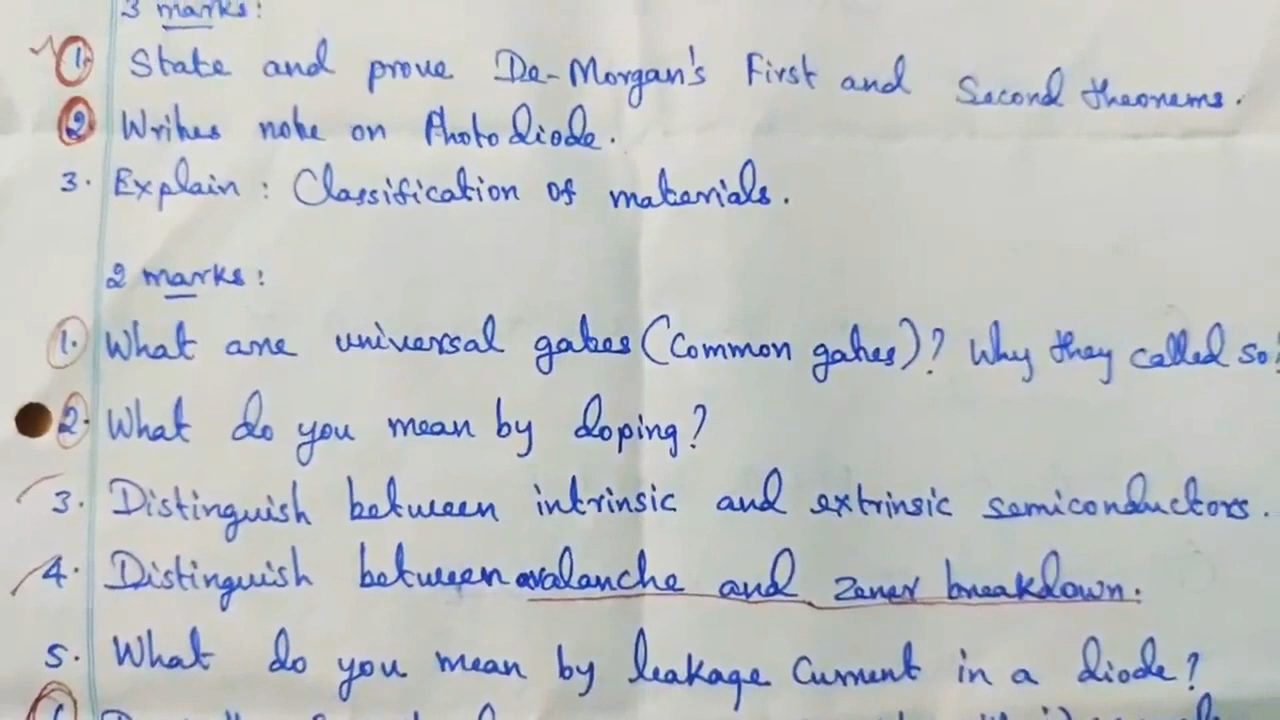 3 marks:
1. State and prove De-Morgan's First and Second theorems.
2. Writes note on Photodiode.
3. Explain : Classification of materials.
2 marks:
1. What are universal gates (Common gates)? Why they called so?
2. What do you mean by doping?
3. Distinguish between intrinsic and extrinsic semiconductors.
4. Distinguish between avalanche and zener breakdown.
5. What do you mean by leakage current in a diode?